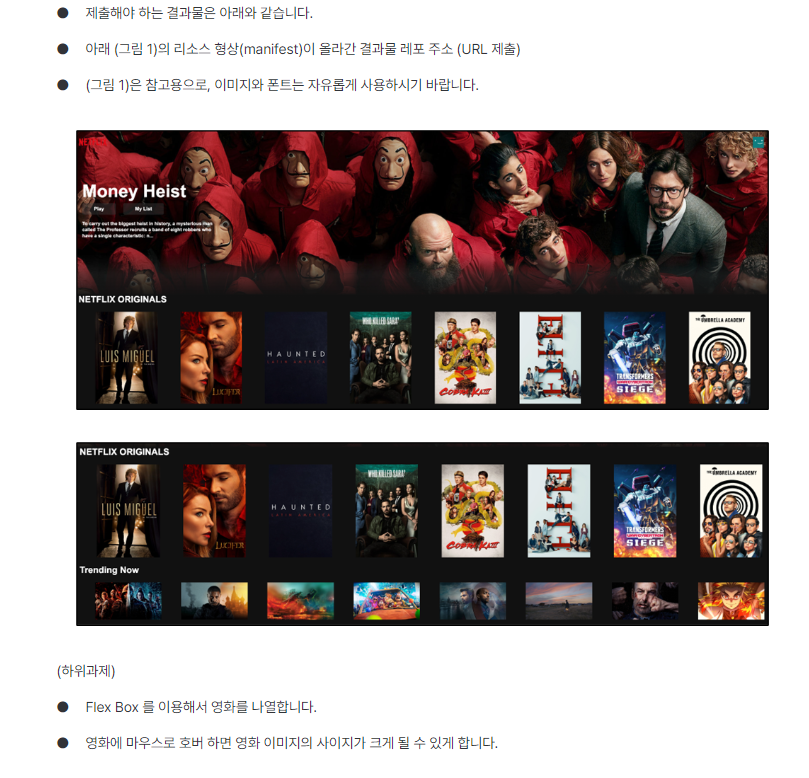 ● 제출해야 하는 결과물은 아래와 같습니다.
● 아래 (그림 1)의 리소스 형상(manifest)이 올라간 결과물 레포 주소 (URL 제출)
● (그림 1)은 참고용으로, 이미지와 폰트는 자유롭게 사용하시기 바랍니다.
NETFLIX
Money Heist
Play My List
To carry out the biggest heist in history, a mysterious man
called The Professor recruits a band of eight robbers who
have a single characteristic: n...
NETFLIX ORIGINALS
LUIS MIGUEL
LUCIFER
HAUNTED
LATIN AMERICA
WHO KILLED SARA?
COBRA KAI
ELITE
TRANSFORMERS
SIEGE
THE UMBRELLA ACADEMY
NETFLIX ORIGINALS
LUIS MIGUEL
LUCIFER
HAUNTED
LATIN AMERICA
WHO KILLED SARA?
COBRA KAI
ELITE
TRANSFORMERS
SIEGE
THE UMBRELLA ACADEMY
Trending Now
(하위과제)
● Flex Box 를 이용해서 영화를 나열합니다.
● 영화에 마우스로 호버 하면 영화 이미지의 사이지가 크게 될 수 있게 합니다.